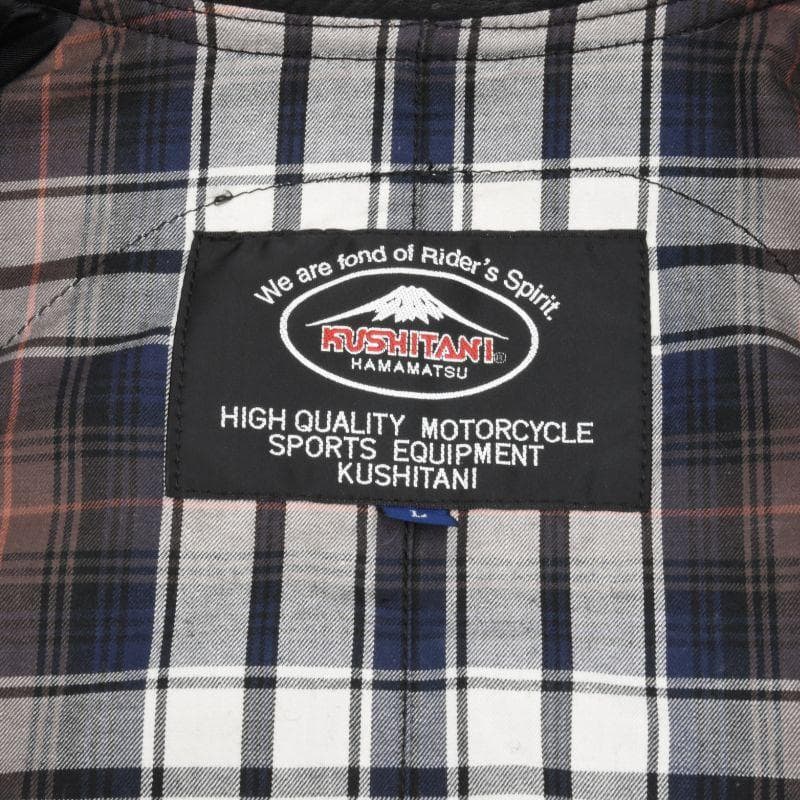 We are fond of Rider's Spirit.
KUSHITANI®
HAMAMATSU
HIGH QUALITY MOTORCYCLE
SPORTS EQUIPMENT
KUSHITANI